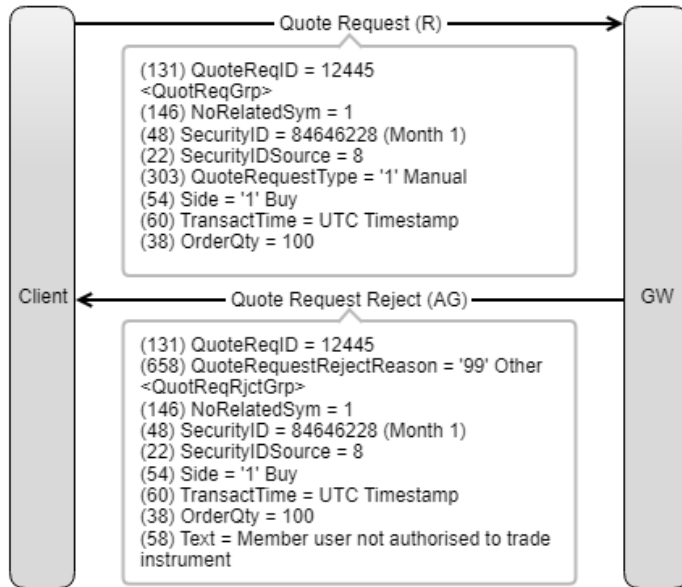 Quote Request (R)
(131) QuoteReqID = 12445
<QuotReqGrp>
(146) NoRelatedSym = 1
(48) SecurityID = 84646228 (Month 1)
(22) SecurityIDSource = 8
(303) QuoteRequestType = '1' Manual
(54) Side = '1' Buy
(60) TransactTime = UTC Timestamp
(38) OrderQty = 100
Client
Quote Request Reject (AG)
GW
(131) QuoteReqID = 12445
(658) QuoteRequestRejectReason = '99' Other
<QuotReqRjctGrp>
(146) NoRelatedSym = 1
(48) SecurityID = 84646228 (Month 1)
(22) SecurityIDSource = 8
(54) Side = '1' Buy
(60) TransactTime = UTC Timestamp
(38) OrderQty = 100
(58) Text = Member user not authorised to trade
instrument